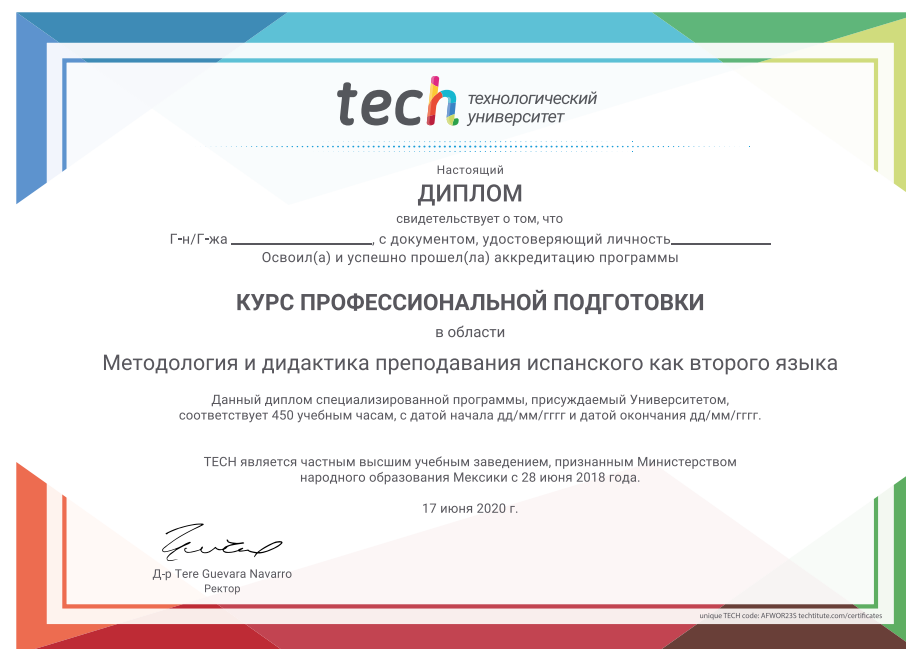 tech технологический
университет
Настоящий
ДИПЛОМ
свидетельствует о том, что
Г-н/Г-жа ____________________, с документом, удостоверяющий личность______________
Освоил(а) и успешно прошел(ла) аккредитацию программы
КУРС ПРОФЕССИОНАЛЬНОЙ ПОДГОТОВКИ
в области
Методология и дидактика преподавания испанского как второго языка
Данный диплом специализированной программы, присуждаемый Университетом,
соответствует 450 учебным часам, с датой начала дд/мм/гггг и датой окончания дд/мм/гггг.
TECH является частным высшим учебным заведением, признанным Министерством
народного образования Мексики с 28 июня 2018 года.
17 июня 2020 г.
Д-р Tere Guevara Navarro
Ректор
unique TECH code: AFWOR235 techtitute.com/certificates